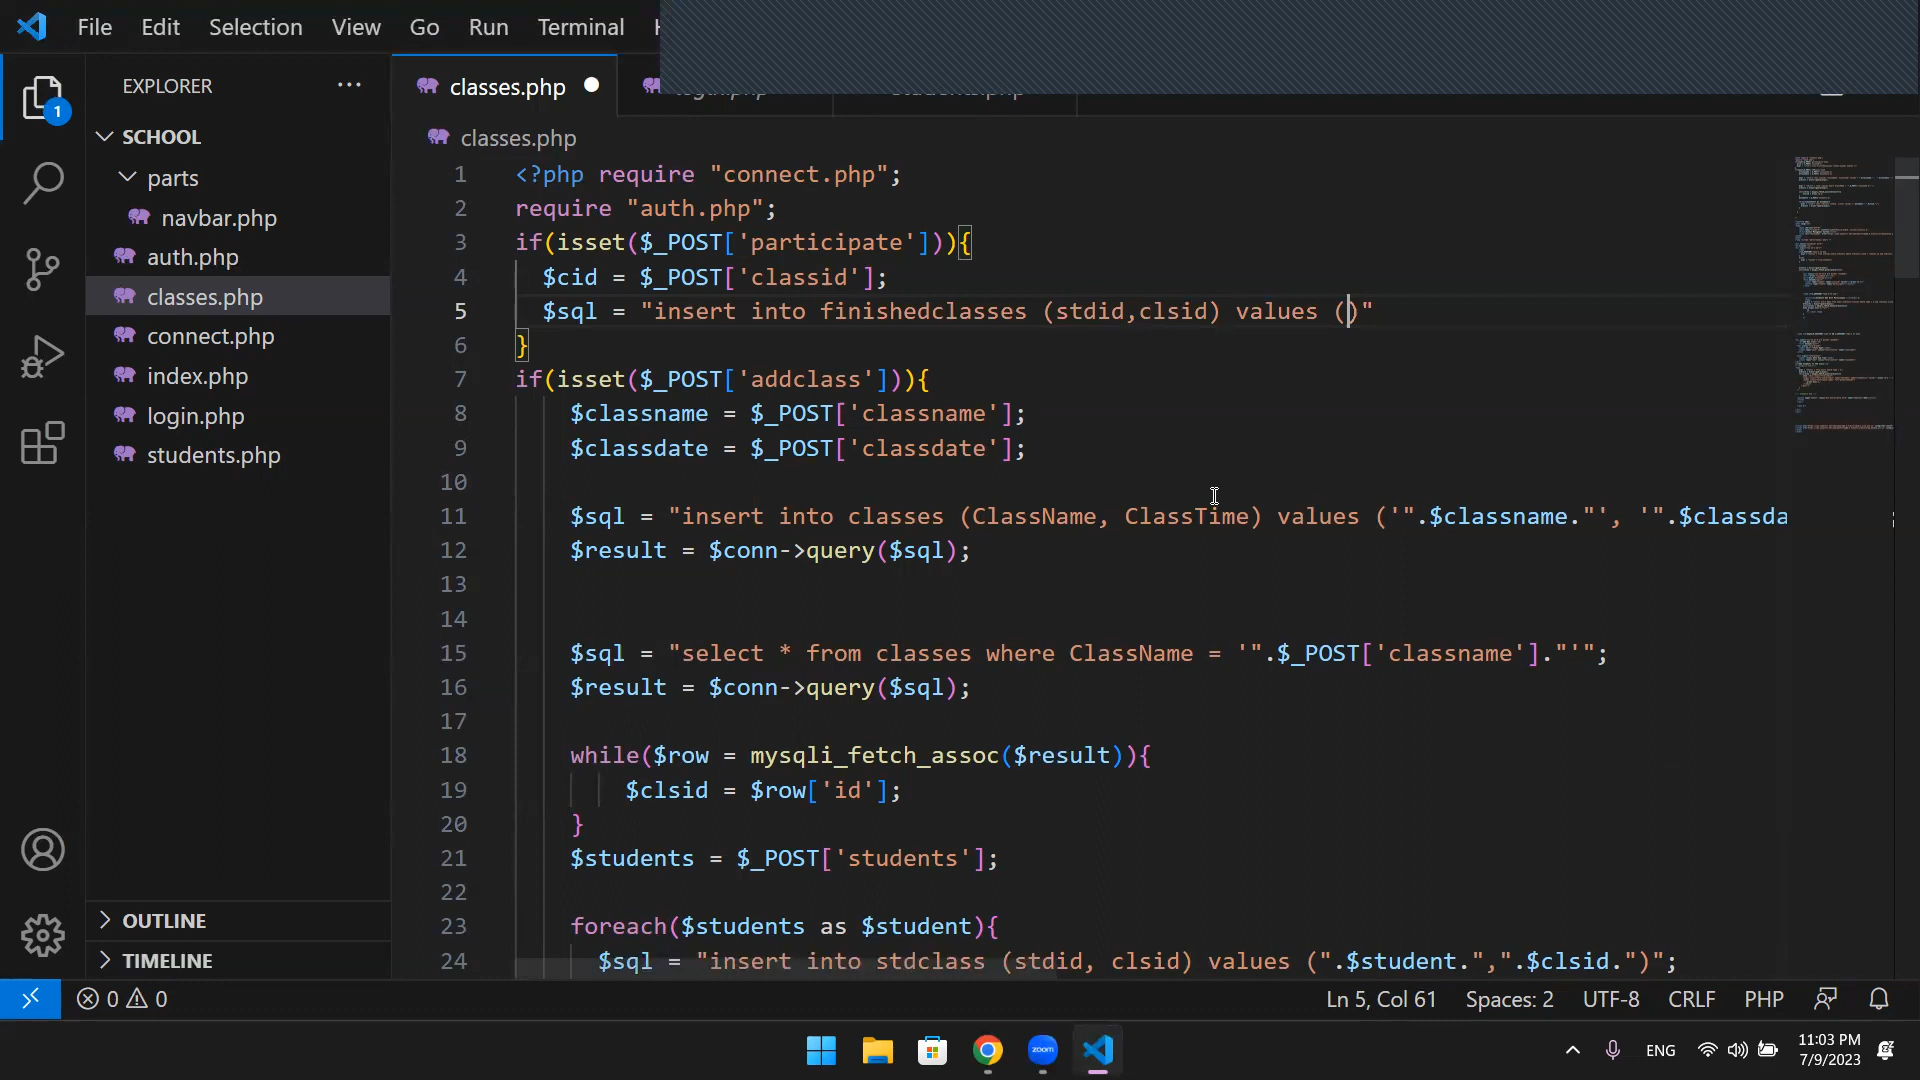 File Edit Selection View Go Run Terminal
EXPLORER
classes.php
SCHOOL
classes.php
parts
navbar.php
auth.php
classes.php
connect.php
index.php
login.php
students.php
OUTLINE
TIMELINE
1 <?php require "connect.php";
2 require "auth.php";
3 if(isset($_POST['participate'])){
4 $cid = $_POST['classid'];
5 $sql = "insert into finishedclasses (stdid,clsid) values ()"
6 }
7 if(isset($_POST['addclass'])){
8 $classname = $_POST['classname'];
9 $classdate = $_POST['classdate'];
10
11 $sql = "insert into classes (ClassName, ClassTime) values ('".$classname."', '".$classda
12 $result = $conn->query($sql);
13
14
15 $sql = "select * from classes where ClassName = '".$_POST['classname']."'";
16 $result = $conn->query($sql);
17
18 while($row = mysqli_fetch_assoc($result)){
19 $clsid = $row['id'];
20 }
21 $students = $_POST['students'];
22
23 foreach($students as $student){
24 $sql = "insert into stdclass (stdid, clsid) values (".$student.",".$clsid.")";
0 0 Ln 5, Col 61 Spaces: 2 UTF-8 CRLF PHP
1
zoom
ENG
11:03 PM
7/9/2023